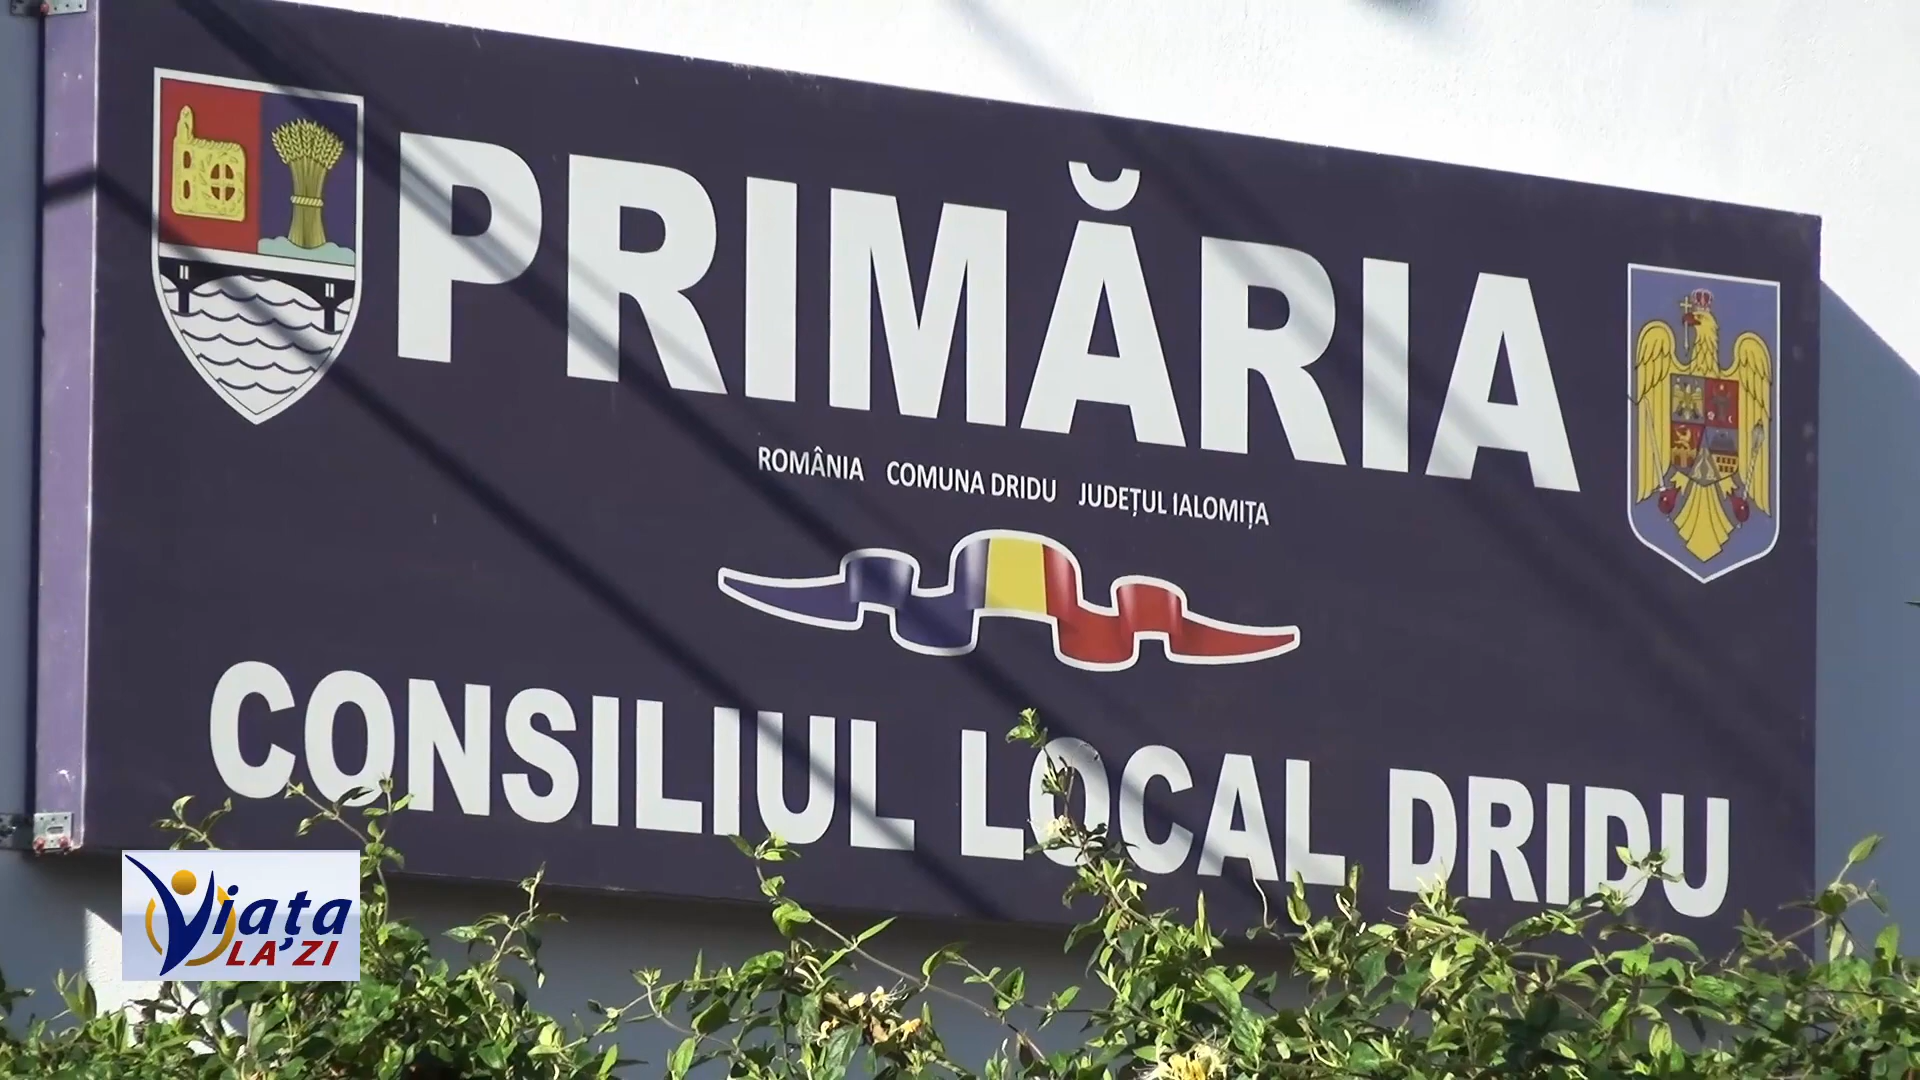 PRIMĂRIA
ROMÂNIA COMUNA DRIDU JUDEȚUL IALOMIȚA
CONSILIUL LOCAL DRIDU
Viața
LA ZI